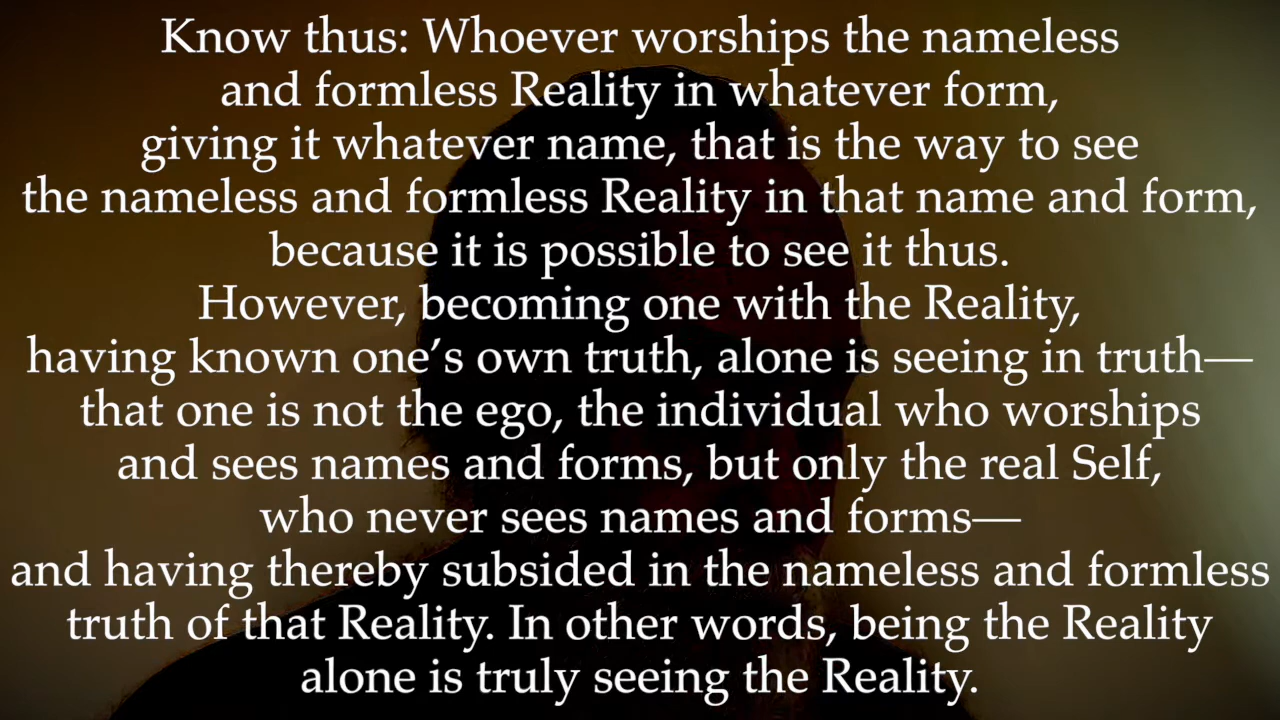 Know thus: Whoever worships the nameless
and formless Reality in whatever form,
giving it whatever name, that is the way to see
the nameless and formless Reality in that name and form,
because it is possible to see it thus.
However, becoming one with the Reality,
having known one’s own truth, alone is seeing in truth—
that one is not the ego, the individual who worships
and sees names and forms, but only the real Self,
who never sees names and forms—
and having thereby subsided in the nameless and formless
truth of that Reality. In other words, being the Reality
alone is truly seeing the Reality.